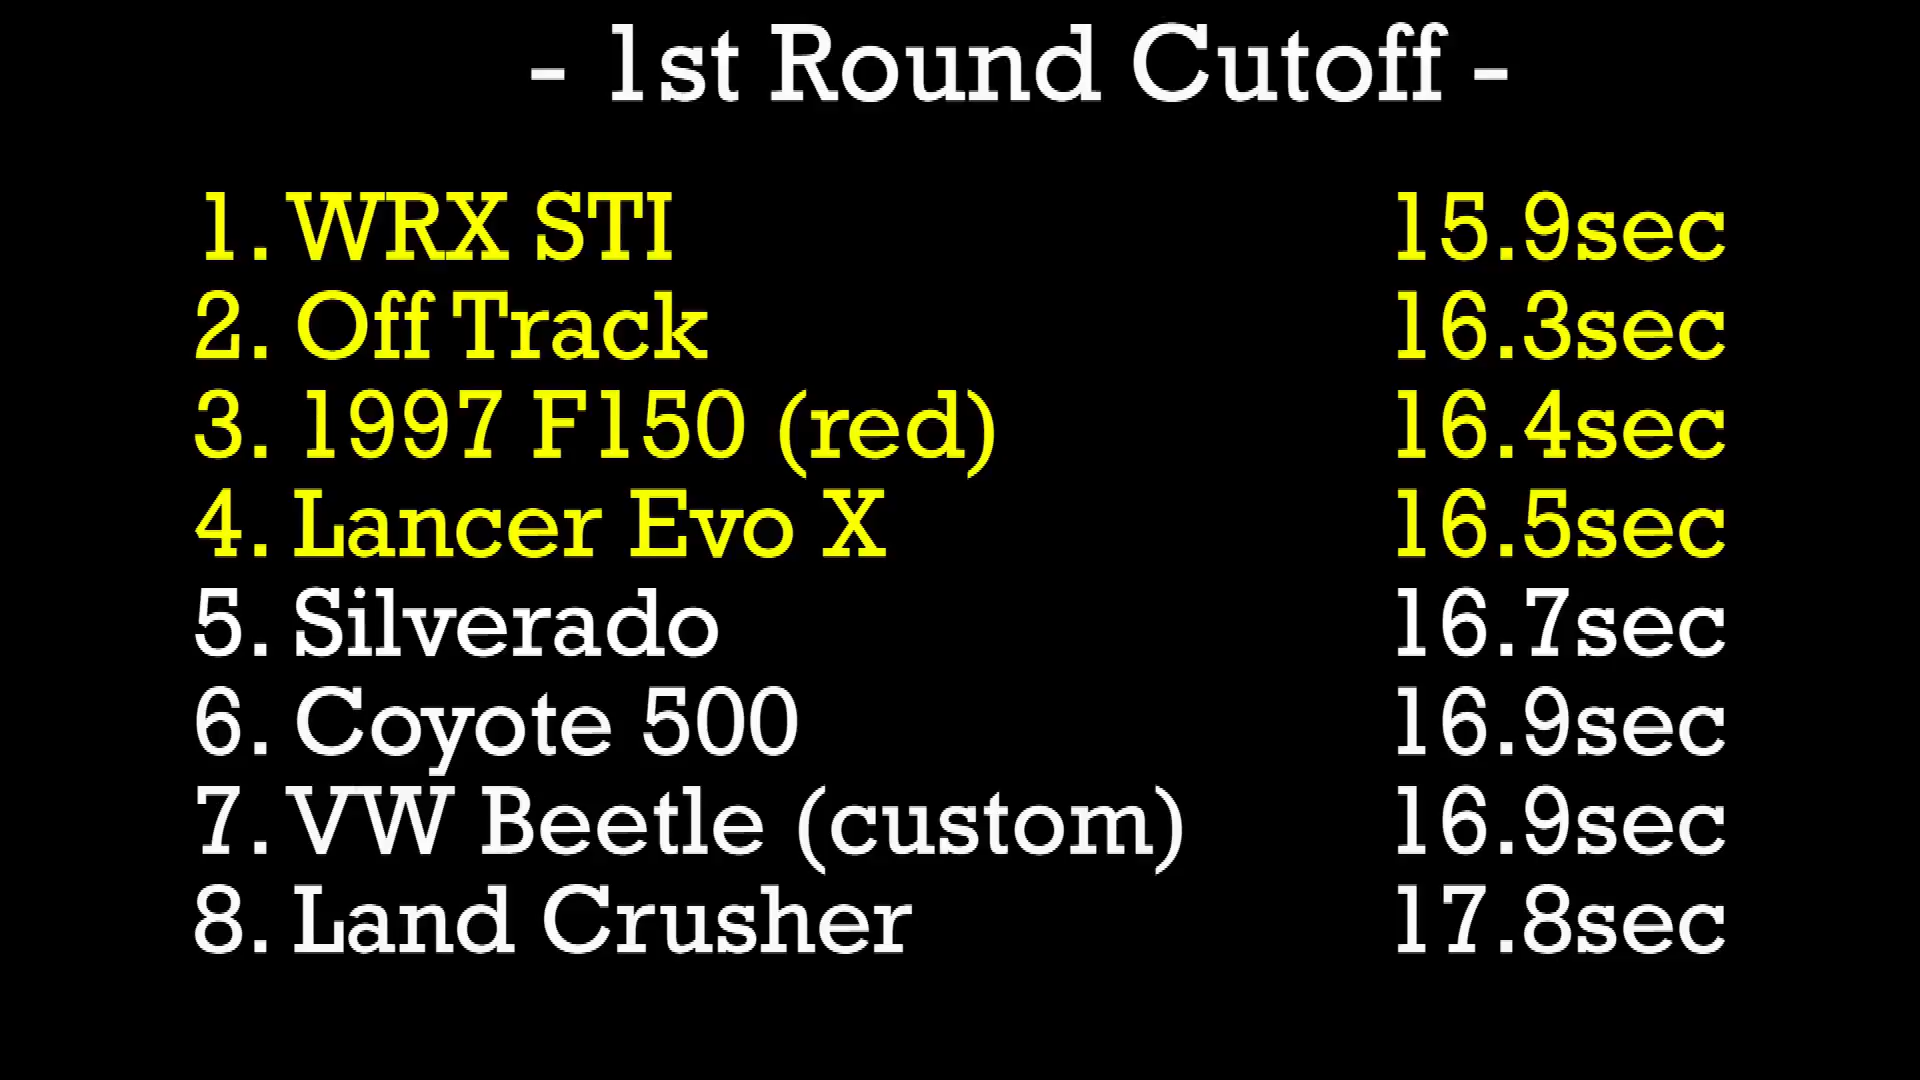 - 1st Round Cutoff -
1. WRX STI 15.9sec
2. Off Track 16.3sec
3. 1997 F150 (red) 16.4sec
4. Lancer Evo X 16.5sec
5. Silverado 16.7sec
6. Coyote 500 16.9sec
7. VW Beetle (custom) 16.9sec
8. Land Crusher 17.8sec